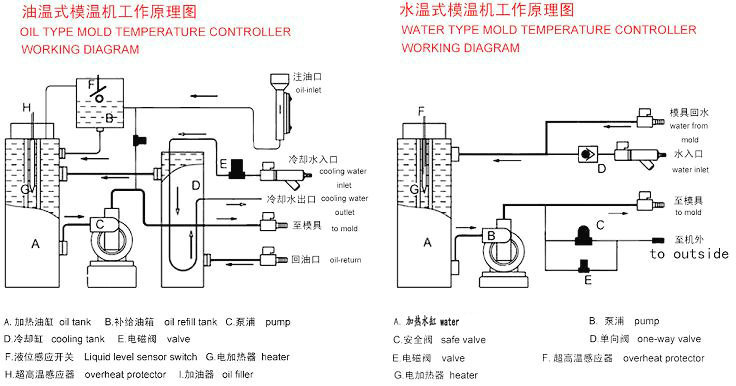 油温式模温机工作原理图
OIL TYPE MOLD TEMPERATURE CONTROLLER
WORKING DIAGRAM
F
H
B
注油口
oil-inlet
I
E
冷却水入口
cooling water
inlet
G
D
冷却水出口 cooling water
outlet
C
至模具 to mold
A
回油口 oil-return
A. 加热油缸 oil tank B.补给油箱 oil refill tank C.泵浦 pump
D.冷却缸 cooling tank E.电磁阀 valve
F.液位感应开关 Liquid level sensor switch G.电加热器 heater
H.超高温感应器 overheat protector I.加油器 oil filler
水温式模温机工作原理图
WATER TYPE MOLD TEMPERATURE CONTROLLER
WORKING DIAGRAM
F
模具回水
water from
mold
水入口
D
water inlet
G
至模具
to mold
C
B
A
至机外
to outside
E
A. 加热水缸 water B. 泵浦 pump
C.安全阀 safe valve D.单向阀 one-way valve
E.电磁阀 valve F. 超高温感应器 overheat protector
G.电加热器 heater